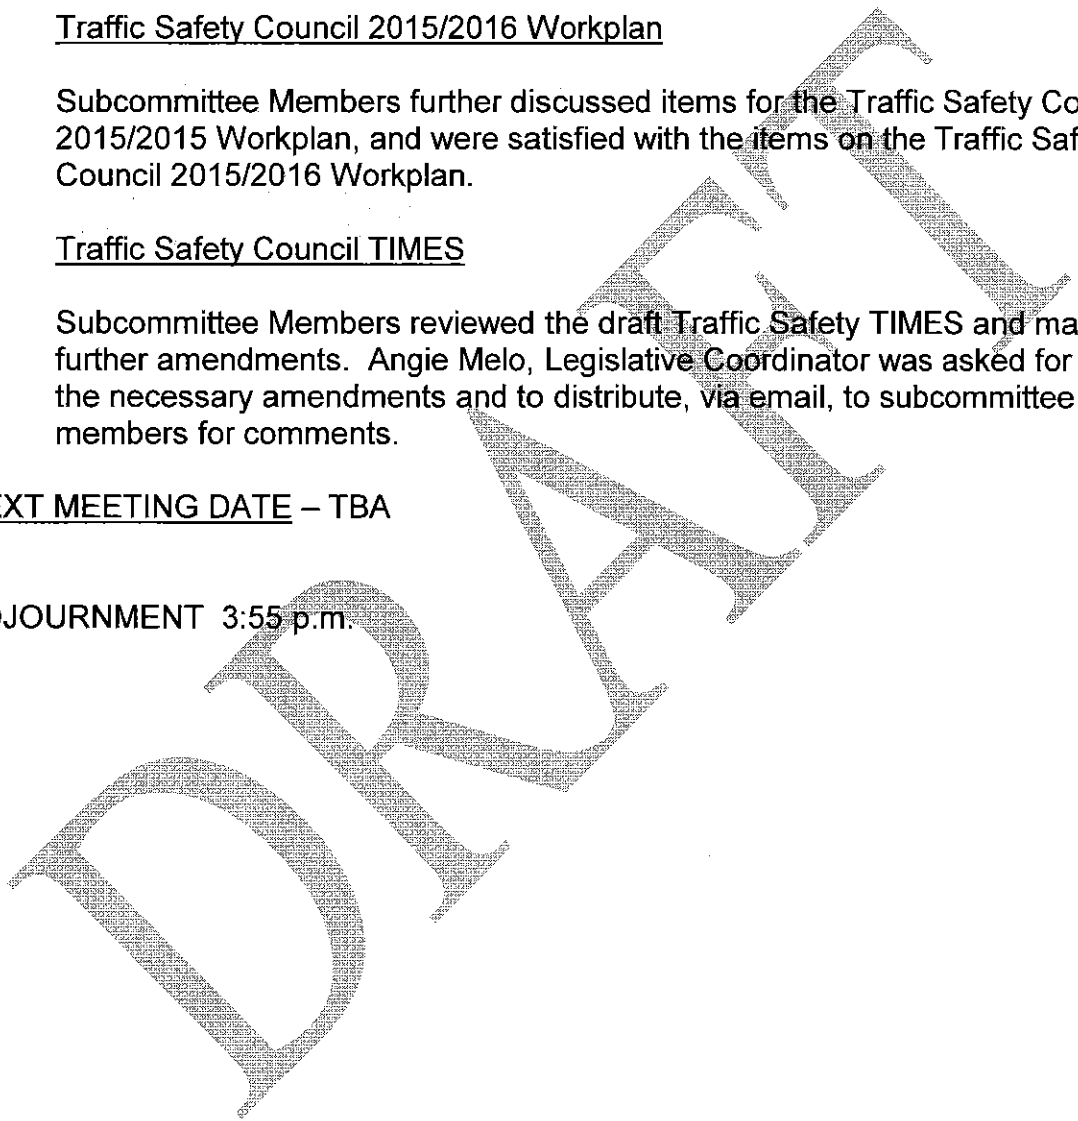 Traffic Safety Council 2015/2016 Workplan
Subcommittee Members further discussed items for the Traffic Safety Co
2015/2015 Workplan, and were satisfied with the items on the Traffic Saf
Council 2015/2016 Workplan.
Traffic Safety Council TIMES
Subcommittee Members reviewed the draft Traffic Safety TIMES and ma
further amendments.  Angie Melo, Legislative Coordinator was asked for
the necessary amendments and to distribute, via email, to subcommittee
members for comments.
EXT MEETING DATE – TBA
DJOURNMENT  3:55 p.m.
DRAFT